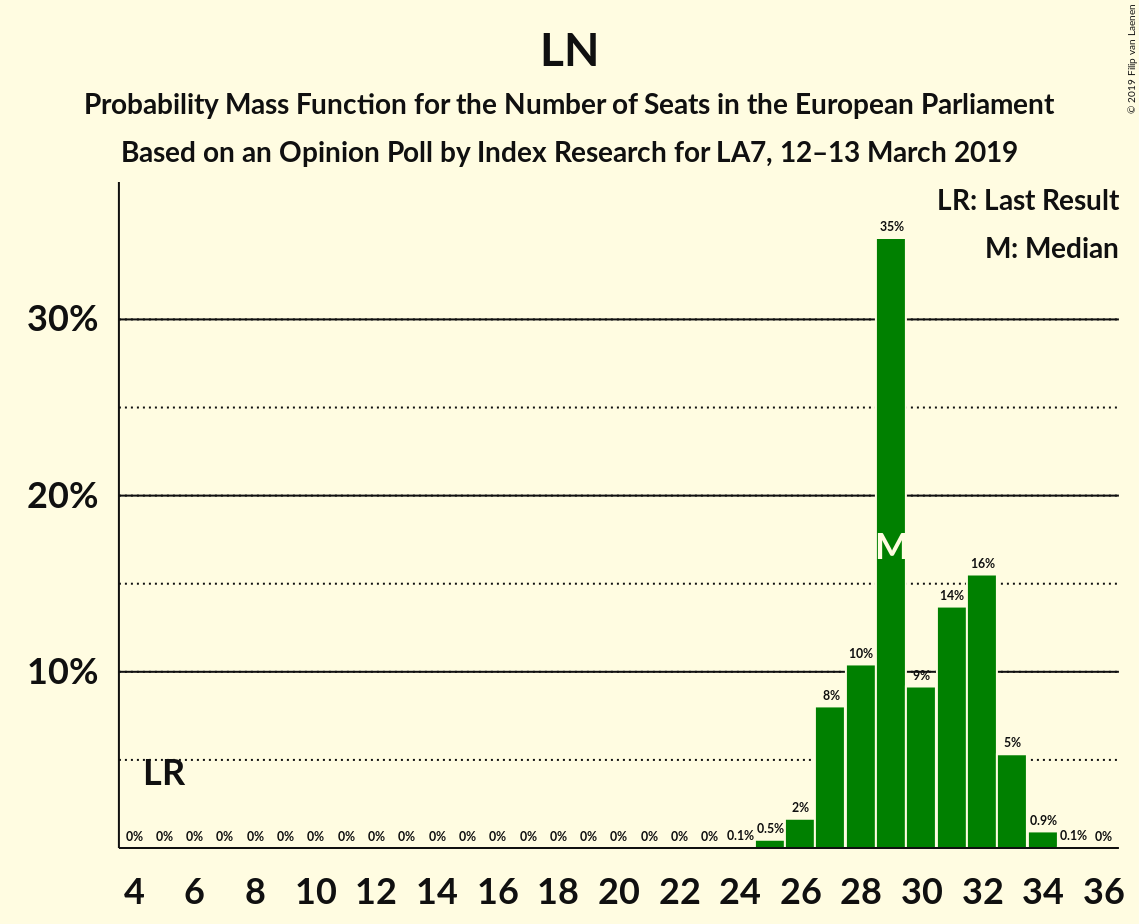 LN
Probability Mass Function for the Number of Seats in the European Parliament
Based on an Opinion Poll by Index Research for LA7, 12–13 March 2019
© 2019 Filip van Laenen
LR: Last Result
M: Median
35%
30%
20%
M
16%
14%
10%
9%
10%
8%
5%
LR
2%
0.9%
0% 0% 0% 0% 0% 0% 0% 0% 0% 0% 0% 0% 0% 0% 0% 0% 0% 0% 0% 0% 0.1% 0.5% 0.1% 0%
4 6 8 10 12 14 16 18 20 22 24 26 28 30 32 34 36